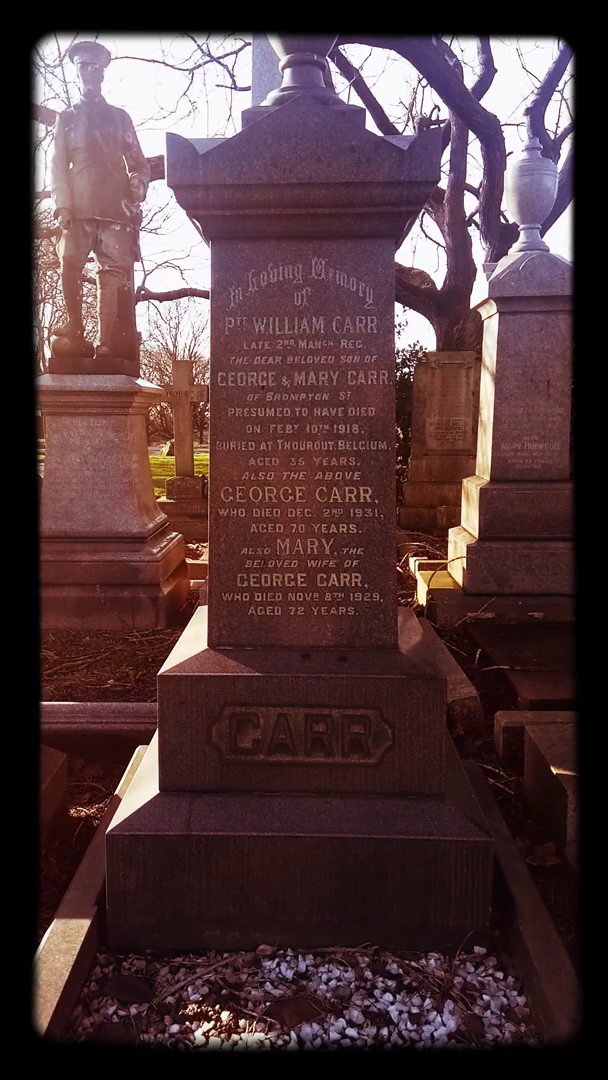 In Loving Memory
of
PTE WILLIAM CARR.
LATE 2ND MANCR REG.
THE DEAR BELOVED SON OF
GEORGE & MARY CARR.
OF BROMPTON ST
PRESUMED TO HAVE DIED
ON FEBY 10TH 1918.
BURIED AT THOUROUT, BELGIUM,
AGED 35 YEARS.
ALSO THE ABOVE
GEORGE CARR,
WHO DIED DEC. 2ND 1931,
AGED 70 YEARS.
ALSO MARY, THE
BELOVED WIFE OF
GEORGE CARR,
WHO DIED NOVR 8TH 1929,
AGED 72 YEARS.
CARR